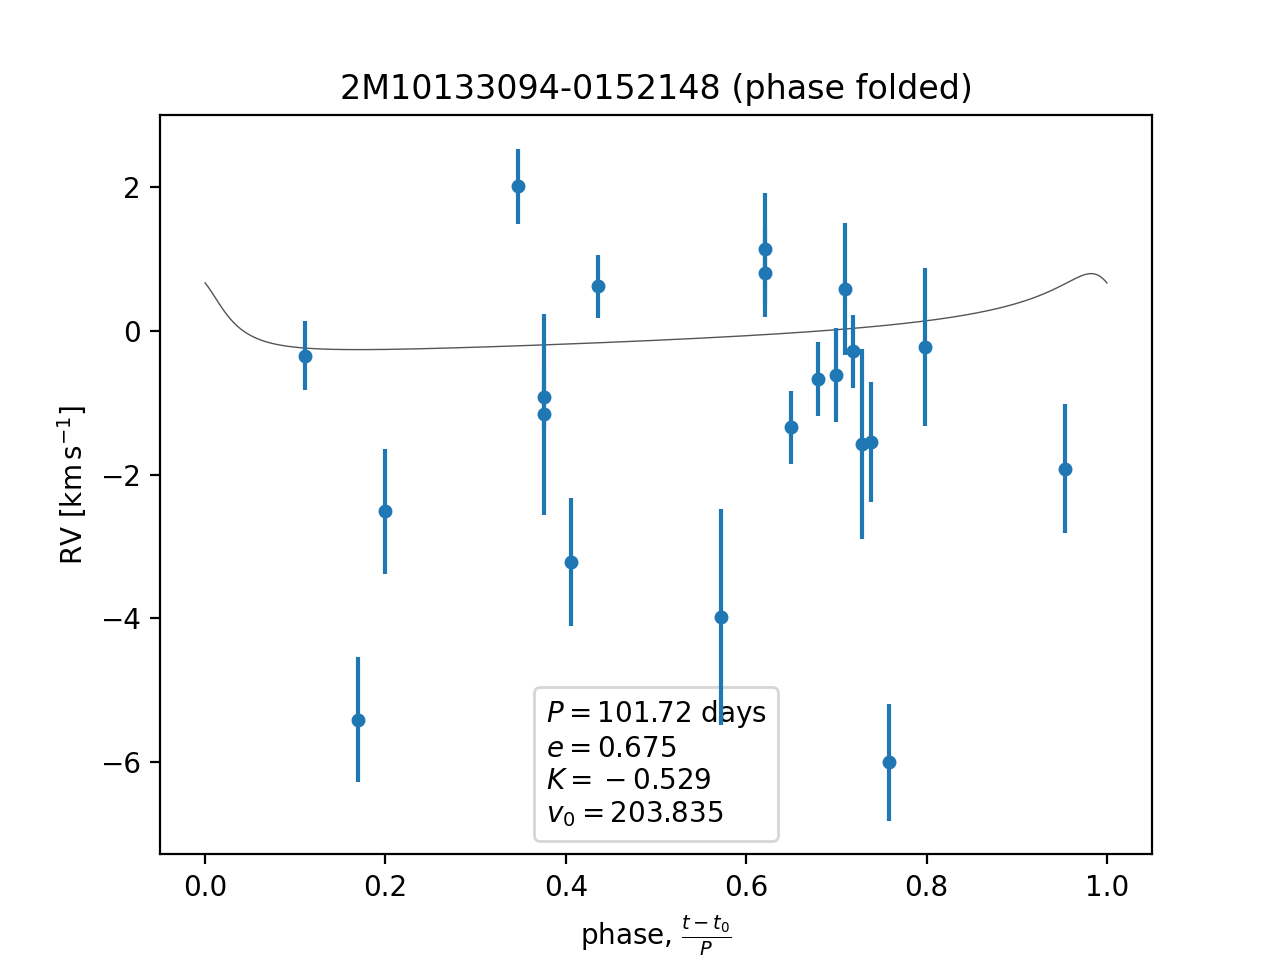 2M10133094-0152148 (phase folded)
2
0
−2
−4
−6
RV [km s⁻¹]
P = 101.72 days
e = 0.675
K = −0.529
v₀ = 203.835
0.0 0.2 0.4 0.6 0.8 1.0
phase, (t − t₀)/P